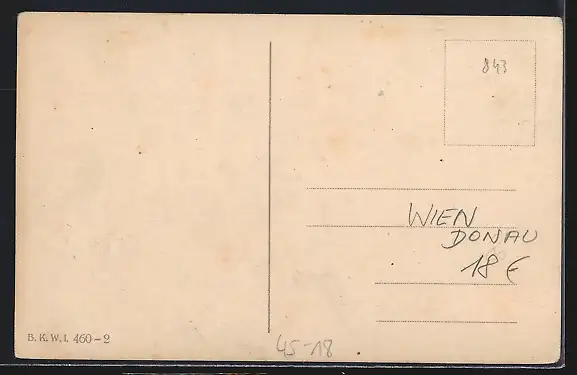 843
WIEN
DONAU
18 €
B. K. W. I. 460-2
45-18